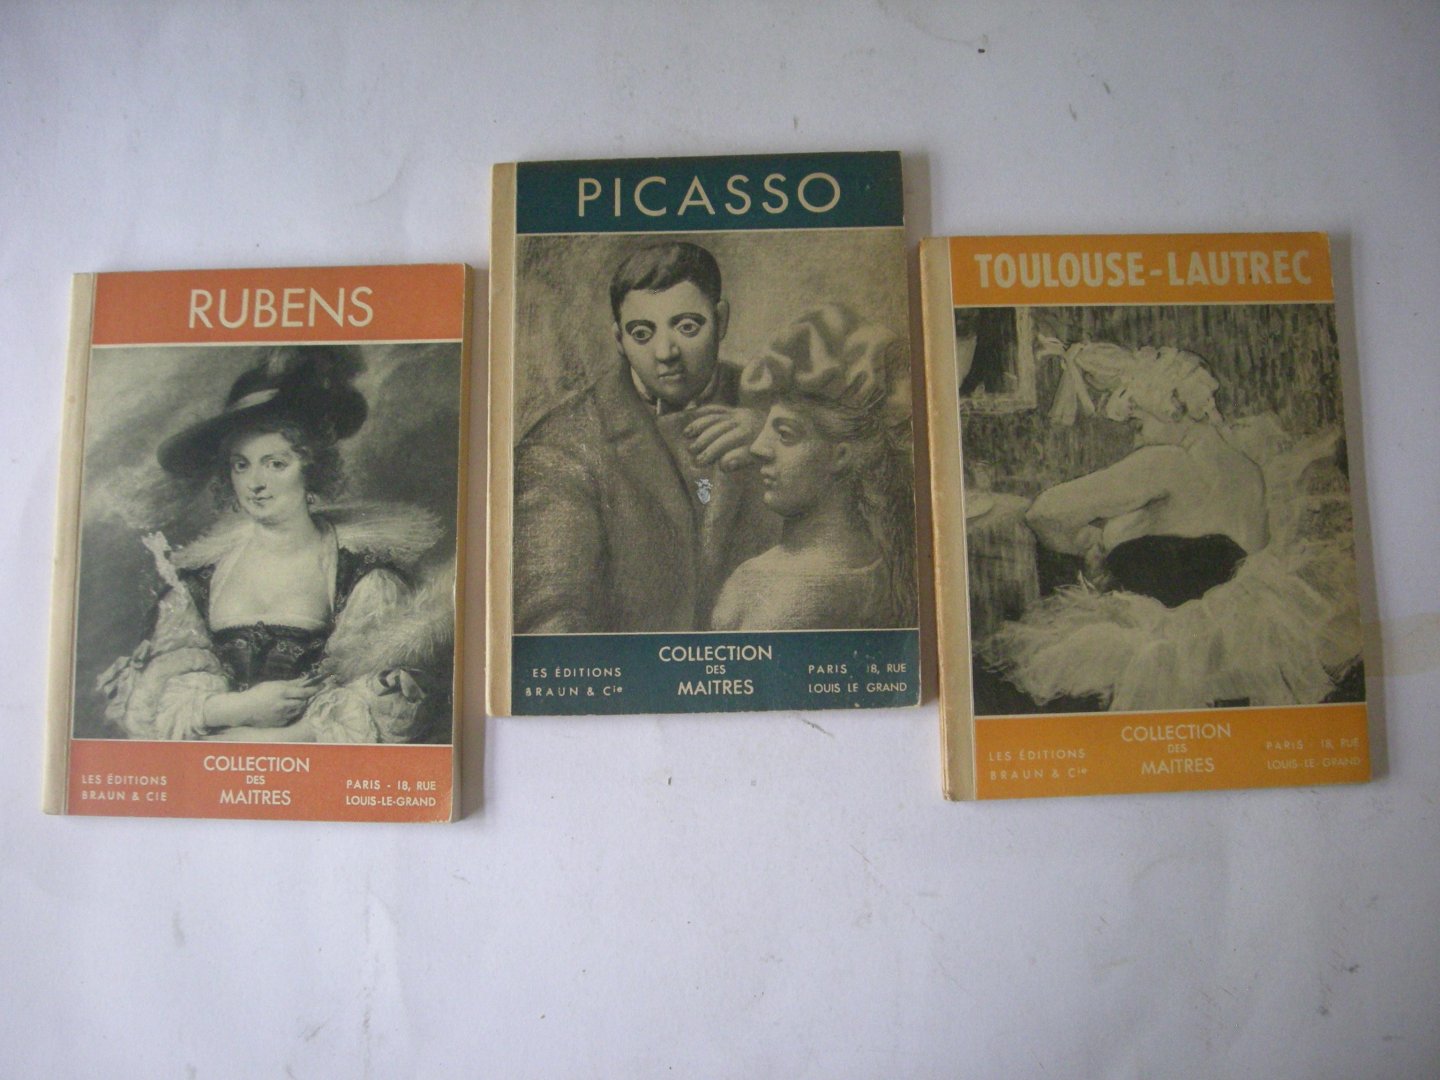 RUBENS
LES ÉDITIONS
BRAUN & CIE
COLLECTION
DES
MAITRES
PARIS - 18, RUE
LOUIS-LE-GRAND
PICASSO
ES ÉDITIONS
BRAUN & Cie
COLLECTION
DES
MAITRES
PARIS 18, RUE
LOUIS LE GRAND
TOULOUSE-LAUTREC
LES ÉDITIONS
BRAUN & Cie
COLLECTION
DES
MAITRES
PARIS - 18, RUE
LOUIS-LE-GRAND